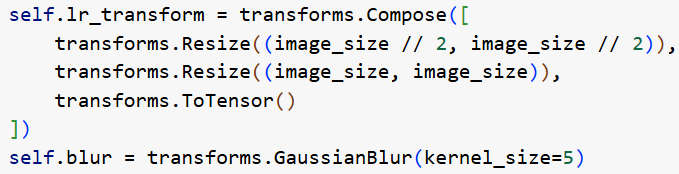 self.lr_transform = transforms.Compose([
    transforms.Resize((image_size // 2, image_size // 2)),
    transforms.Resize((image_size, image_size)),
    transforms.ToTensor()
])
self.blur = transforms.GaussianBlur(kernel_size=5)